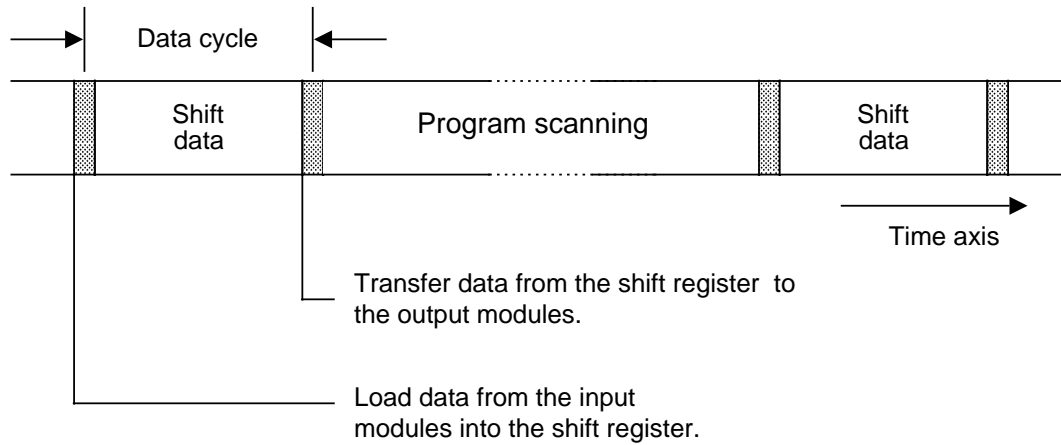 Data cycle
Shift
data
Program scanning
Shift
data
Time axis
Transfer data from the shift register to
the output modules.
Load data from the input
modules into the shift register.